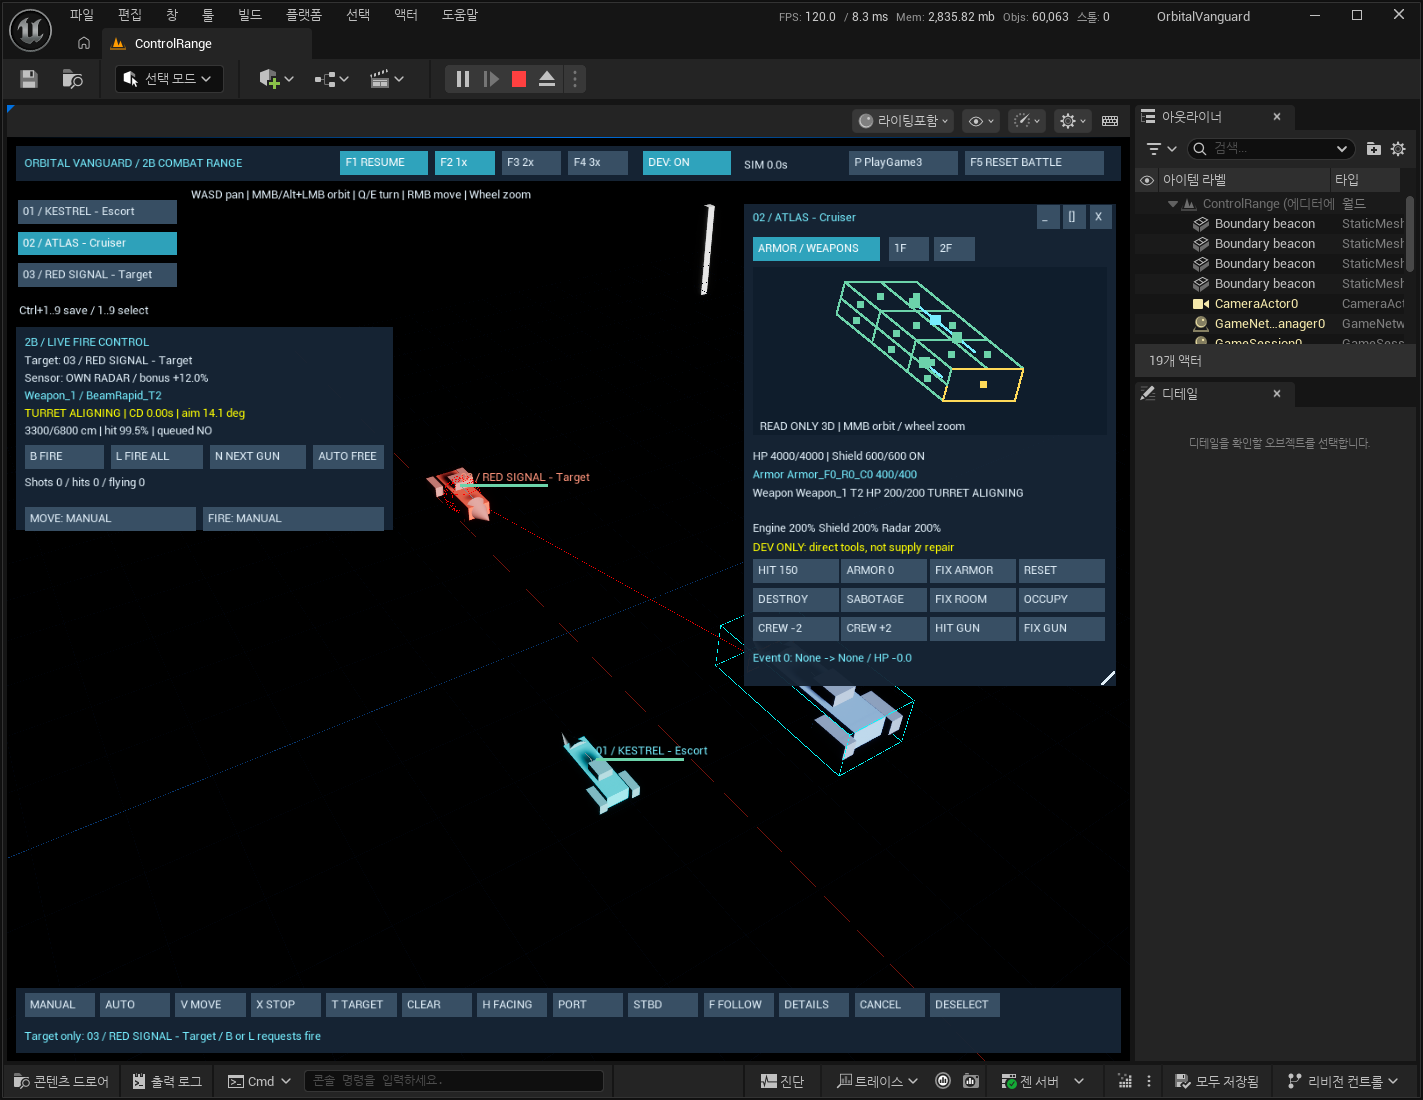 파일 편집 창 툴 빌드 플랫폼 선택 액터 도움말
FPS: 120.0 / 8.3 ms Mem: 2,835.82 mb Objs: 60,063 스톨: 0
OrbitalVanguard
ControlRange
선택 모드
라이팅포함
ORBITAL VANGUARD / 2B COMBAT RANGE
F1 RESUME
F2 1x
F3 2x
F4 3x
DEV: ON
SIM 0.0s
P PlayGame3
F5 RESET BATTLE
WASD pan | MMB/Alt+LMB orbit | Q/E turn | RMB move | Wheel zoom
01 / KESTREL - Escort
02 / ATLAS - Cruiser
03 / RED SIGNAL - Target
Ctrl+1..9 save / 1..9 select
2B / LIVE FIRE CONTROL
Target: 03 / RED SIGNAL - Target
Sensor: OWN RADAR / bonus +12.0%
Weapon_1 / BeamRapid_T2
TURRET ALIGNING | CD 0.00s | aim 14.1 deg
3300/6800 cm | hit 99.5% | queued NO
B FIRE
L FIRE ALL
N NEXT GUN
AUTO FREE
Shots 0 / hits 0 / flying 0
MOVE: MANUAL
FIRE: MANUAL
/ RED SIGNAL - Target
01 / KESTREL - Escort
02 / ATLAS - Cruiser
_ [] X
ARMOR / WEAPONS
1F
2F
READ ONLY 3D | MMB orbit / wheel zoom
HP 4000/4000 | Shield 600/600 ON
Armor Armor_F0_R0_C0 400/400
Weapon Weapon_1 T2 HP 200/200 TURRET ALIGNING
Engine 200% Shield 200% Radar 200%
DEV ONLY: direct tools, not supply repair
HIT 150
ARMOR 0
FIX ARMOR
RESET
DESTROY
SABOTAGE
FIX ROOM
OCCUPY
CREW -2
CREW +2
HIT GUN
FIX GUN
Event 0: None -> None / HP -0.0
MANUAL
AUTO
V MOVE
X STOP
T TARGET
CLEAR
H FACING
PORT
STBD
F FOLLOW
DETAILS
CANCEL
DESELECT
Target only: 03 / RED SIGNAL - Target / B or L requests fire
아웃라이너
검색...
아이템 라벨 타입
ControlRange (에디터에 월드
Boundary beacon StaticMesh
Boundary beacon StaticMesh
Boundary beacon StaticMesh
Boundary beacon StaticMesh
CameraActor0 CameraAct
GameNet...anager0 GameNetw
GameSession0 GameSess
19개 액터
디테일
디테일을 확인할 오브젝트를 선택합니다.
콘텐츠 드로어
출력 로그
Cmd
콘솔 명령을 입력하세요.
진단
트레이스
젠 서버
모두 저장됨
리비전 컨트롤